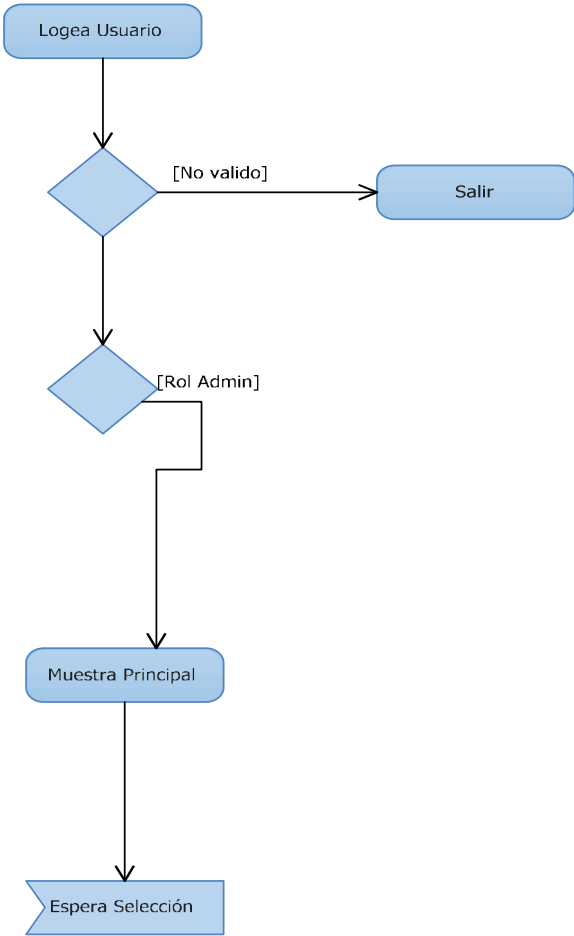 Logea Usuario
[No valido]
Salir
[Rol Admin]
Muestra Principal
Espera Selección